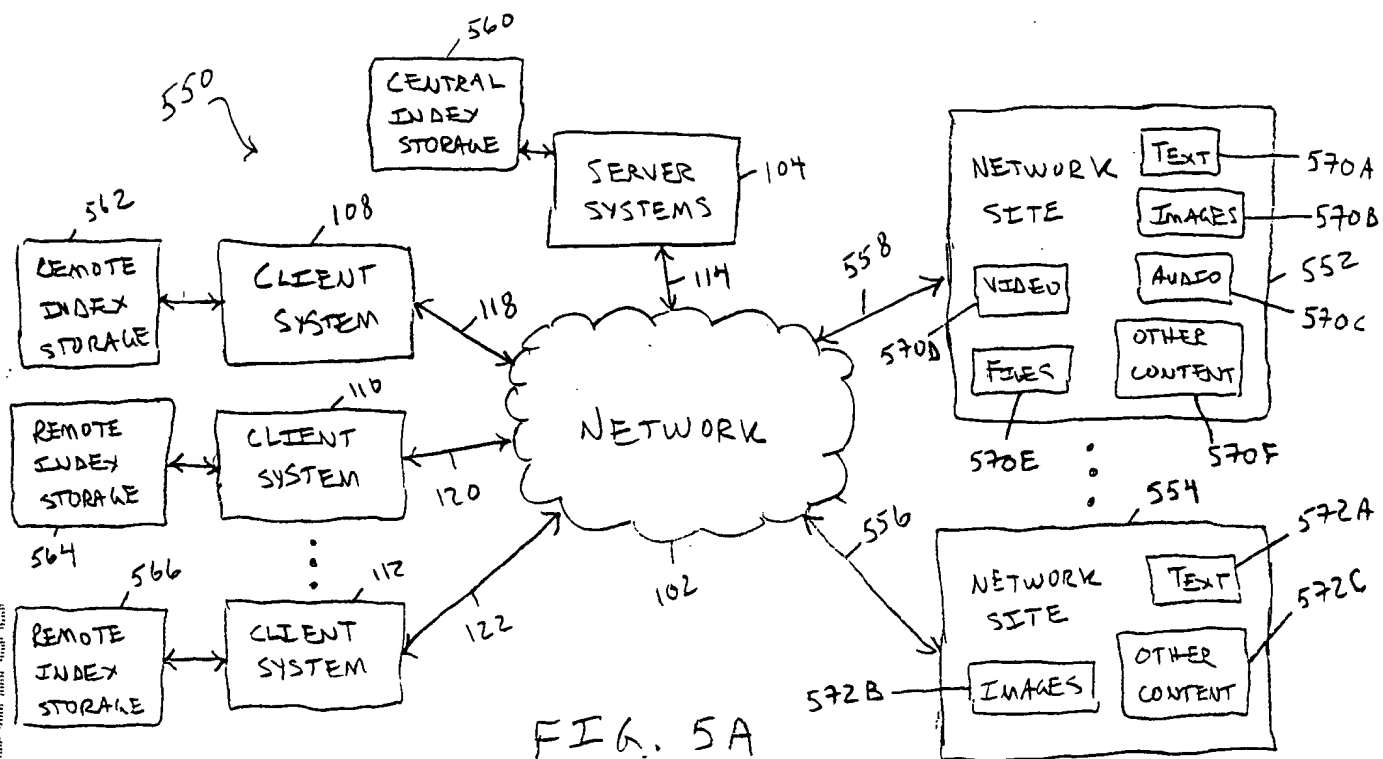 550
560
CENTRAL
INDEX
STORAGE
SERVER
SYSTEMS
104
114
562
REMOTE
INDEX
STORAGE
108
CLIENT
SYSTEM
118
564
REMOTE
INDEX
STORAGE
110
CLIENT
SYSTEM
120
566
REMOTE
INDEX
STORAGE
112
CLIENT
SYSTEM
122
NETWORK
102
558
556
NETWORK
SITE
TEXT
570A
IMAGES
570B
552
VIDEO
570D
AUDIO
570C
FILES
570E
OTHER
CONTENT
570F
554
NETWORK
SITE
TEXT
572A
572B
IMAGES
OTHER
CONTENT
572C
FIG. 5A